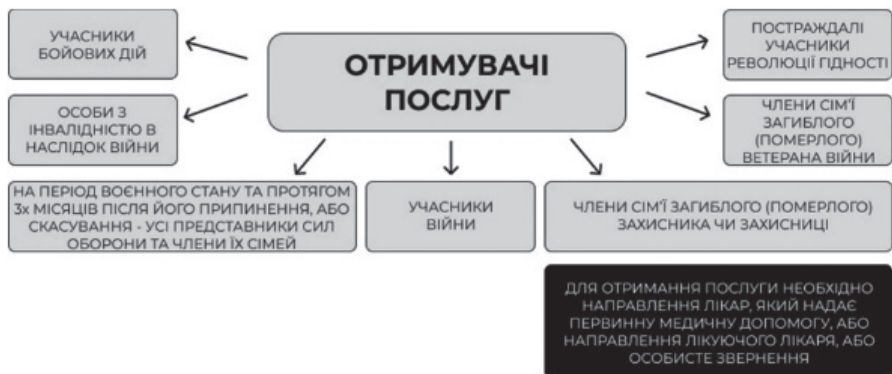 УЧАСНИКИ
БОЙОВИХ ДІЙ
ОТРИМУВАЧІ
ПОСЛУГ
ПОСТРАЖДАЛІ
УЧАСНИКИ
РЕВОЛЮЦІЇ ГІДНОСТІ
ОСОБИ З
ІНВАЛІДНІСТЮ В
НАСЛІДОК ВІЙНИ
ЧЛЕНИ СІМ'Ї
ЗАГИБЛОГО
(ПОМЕРЛОГО)
ВЕТЕРАНА ВІЙНИ
НА ПЕРІОД ВОЄННОГО СТАНУ ТА ПРОТЯГОМ
3х МІСЯЦІВ ПІСЛЯ ЙОГО ПРИПИНЕННЯ, АБО
СКАСУВАННЯ - УСІ ПРЕДСТАВНИКИ СИЛ
ОБОРОНИ ТА ЧЛЕНИ ЇХ СІМЕЙ
УЧАСНИКИ
ВІЙНИ
ЧЛЕНИ СІМ'Ї ЗАГИБЛОГО (ПОМЕРЛОГО)
ЗАХИСНИКА ЧИ ЗАХИСНИЦІ
ДЛЯ ОТРИМАННЯ ПОСЛУГИ НЕОБХІДНО
НАПРАВЛЕННЯ ЛІКАР, ЯКИЙ НАДАЄ
ПЕРВИННУ МЕДИЧНУ ДОПОМОГУ, АБО
НАПРАВЛЕННЯ ЛІКУЮЧОГО ЛІКАРЯ, АБО
ОСОБИСТЕ ЗВЕРНЕННЯ